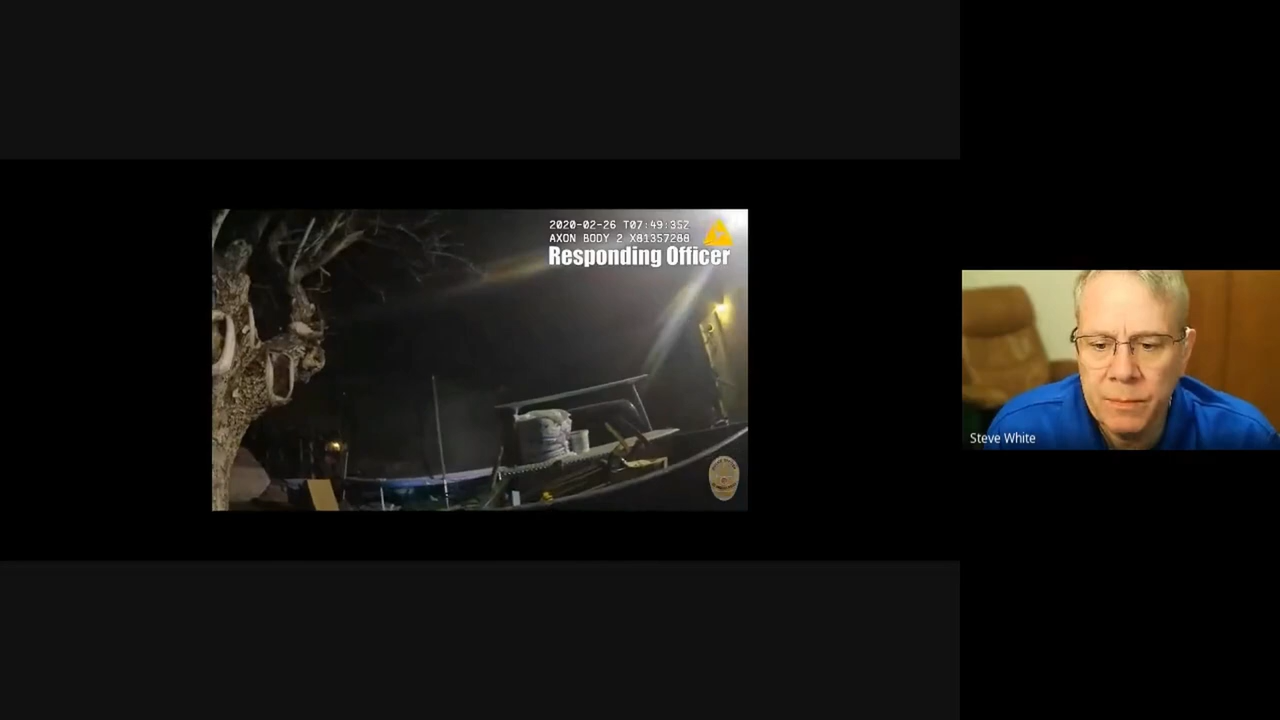 2020-02-26 T07:49:35Z
AXON BODY 2 X81357288
Responding Officer
Steve White